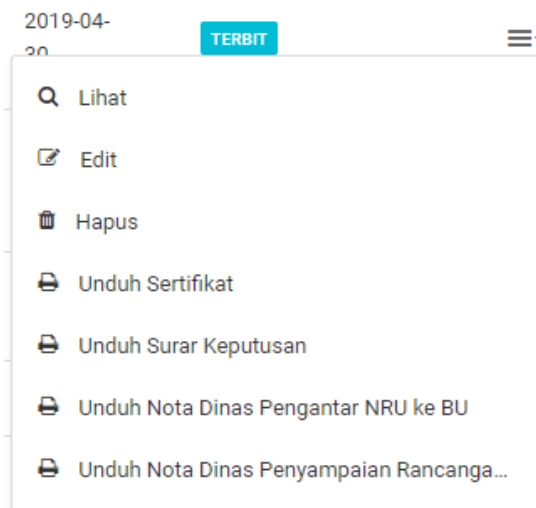 2019-04-
30
TERBIT
Lihat
Edit
Hapus
Unduh Sertifikat
Unduh Surar Keputusan
Unduh Nota Dinas Pengantar NRU ke BU
Unduh Nota Dinas Penyampaian Rancanga...